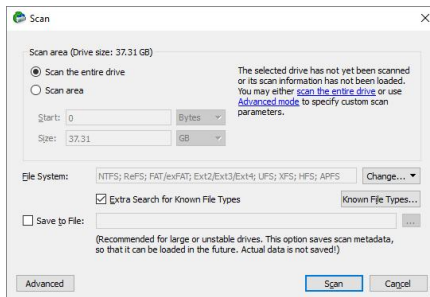 Scan
Scan area (Drive size: 37.31 GB)
Scan the entire drive
Scan area
Start: 0 Bytes
Size: 37.31 GB
The selected drive has not yet been scanned
or its scan information has not been loaded.
You may either scan the entire drive or use
Advanced mode to specify custom scan
parameters.
File System: NTFS; ReFS; FAT/exFAT; Ext2/Ext3/Ext4; UFS; XFS; HFS; APFS Change...
Extra Search for Known File Types Known File Types...
Save to File: ...
(Recommended for large or unstable drives. This option saves scan metadata,
so that it can be loaded in the future. Actual data is not saved!)
Advanced Scan Cancel